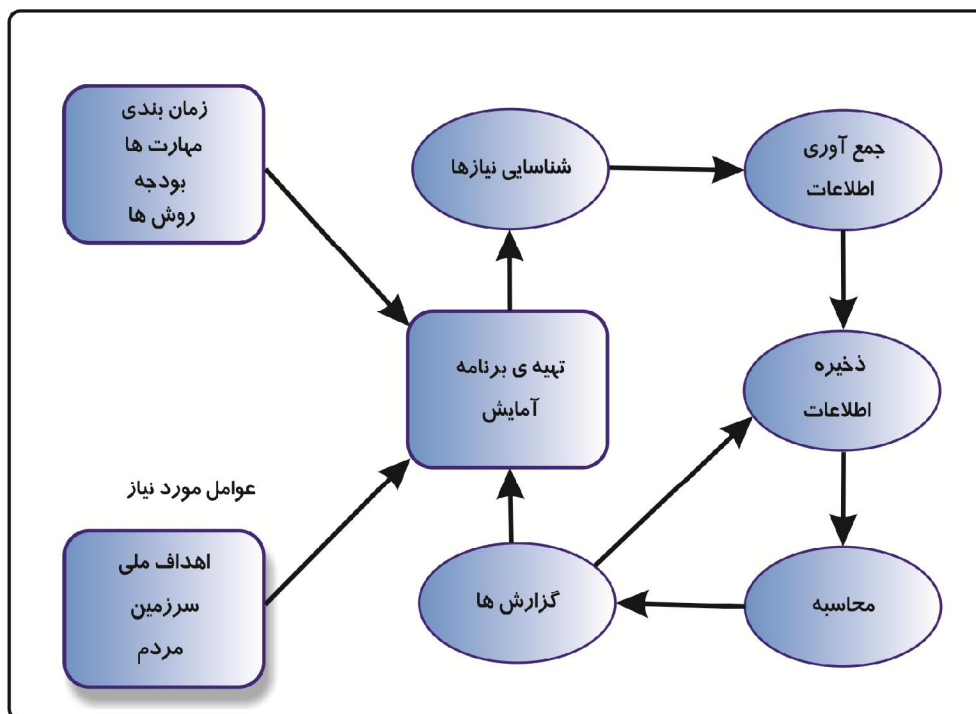 زمان بندی
مهارت ها
بودجه
روش ها
شناسایی نیازها
جمع آوری
اطلاعات
تهیه ی برنامه
آمایش
ذخیره
اطلاعات
عوامل مورد نیاز
اهداف ملی
سرزمین
مردم
گزارش ها
محاسبه